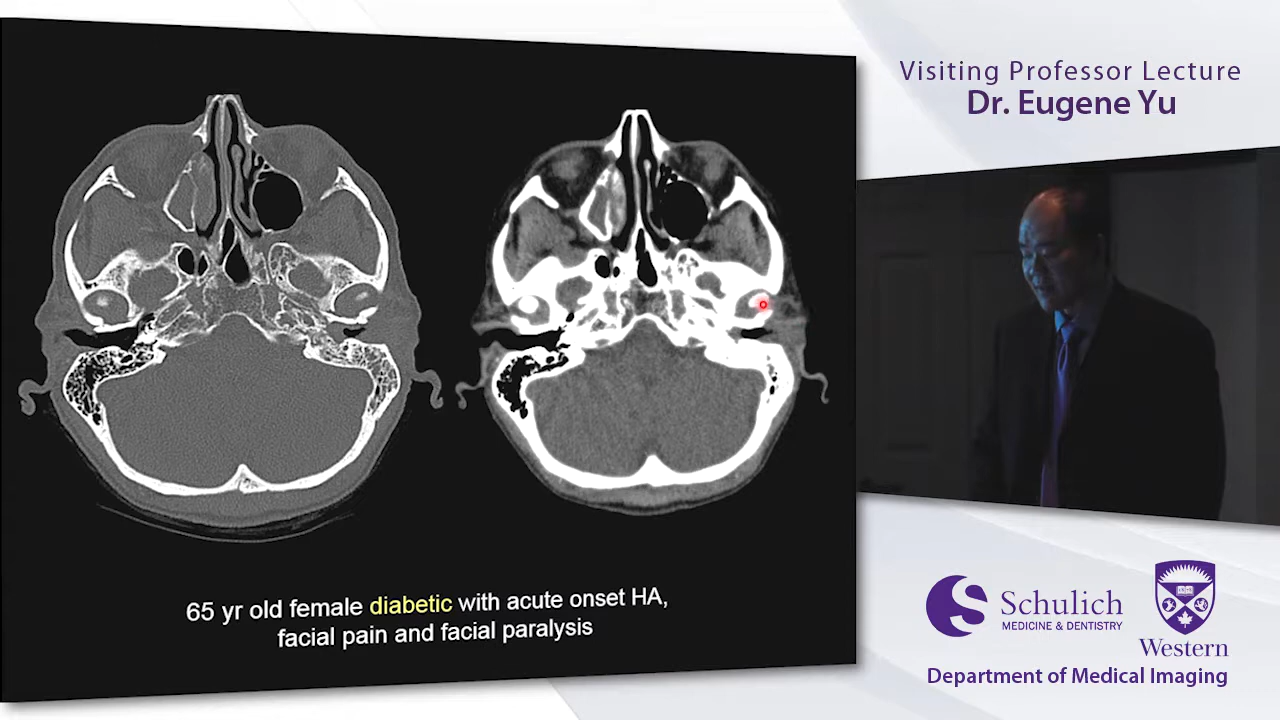 Visiting Professor Lecture
Dr. Eugene Yu
65 yr old female diabetic with acute onset HA,
facial pain and facial paralysis
Schulich
MEDICINE & DENTISTRY
Western
Department of Medical Imaging